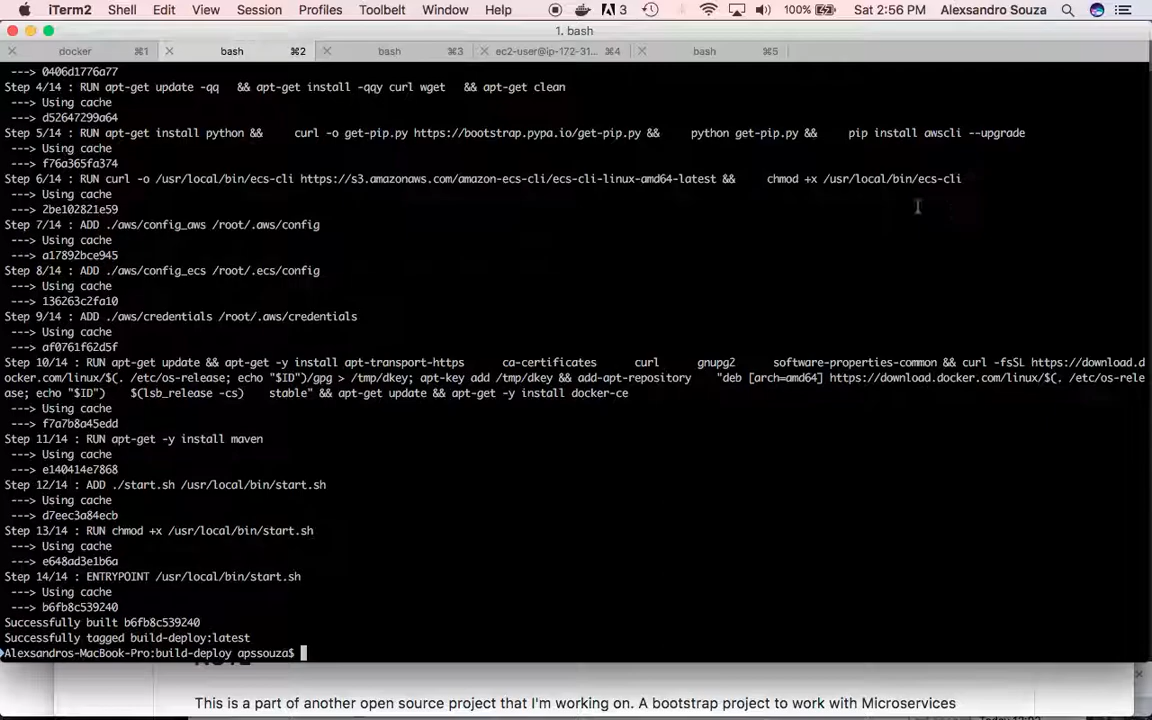 iTerm2 Shell Edit View Session Profiles Toolbelt Window Help 3 100% Sat 2:56 PM Alexsandro Souza
1. bash
docker ⌘1 bash ⌘2 bash ⌘3 ec2-user@ip-172-31... ⌘4 bash ⌘5
---> 0406d1776a77
Step 4/14 : RUN apt-get update -qq && apt-get install -qqy curl wget && apt-get clean
---> Using cache
---> d52647299a64
Step 5/14 : RUN apt-get install python && curl -o get-pip.py https://bootstrap.pypa.io/get-pip.py && python get-pip.py && pip install awscli --upgrade
---> Using cache
---> f76a365fa374
Step 6/14 : RUN curl -o /usr/local/bin/ecs-cli https://s3.amazonaws.com/amazon-ecs-cli/ecs-cli-linux-amd64-latest && chmod +x /usr/local/bin/ecs-cli
---> Using cache
---> 2be102821e59
Step 7/14 : ADD ./aws/config_aws /root/.aws/config
---> Using cache
---> a17892bce945
Step 8/14 : ADD ./aws/config_ecs /root/.ecs/config
---> Using cache
---> 136263c2fa10
Step 9/14 : ADD ./aws/credentials /root/.aws/credentials
---> Using cache
---> af0761f62d5f
Step 10/14 : RUN apt-get update && apt-get -y install apt-transport-https ca-certificates curl gnupg2 software-properties-common && curl -fsSL https://download.d
ocker.com/linux/$(. /etc/os-release; echo "$ID")/gpg > /tmp/dkey; apt-key add /tmp/dkey && add-apt-repository "deb [arch=amd64] https://download.docker.com/linux/$(. /etc/os-rele
ase; echo "$ID") $(lsb_release -cs) stable" && apt-get update && apt-get -y install docker-ce
---> Using cache
---> f7a7b8a45edd
Step 11/14 : RUN apt-get -y install maven
---> Using cache
---> e140414e7868
Step 12/14 : ADD ./start.sh /usr/local/bin/start.sh
---> Using cache
---> d7eec3a84ecb
Step 13/14 : RUN chmod +x /usr/local/bin/start.sh
---> Using cache
---> e648ad3e1b6a
Step 14/14 : ENTRYPOINT /usr/local/bin/start.sh
---> Using cache
---> b6fb8c539240
Successfully built b6fb8c539240
Successfully tagged build-deploy:latest
Alexsandros-MacBook-Pro:build-deploy apssouza$
This is a part of another open source project that I'm working on. A bootstrap project to work with Microservices